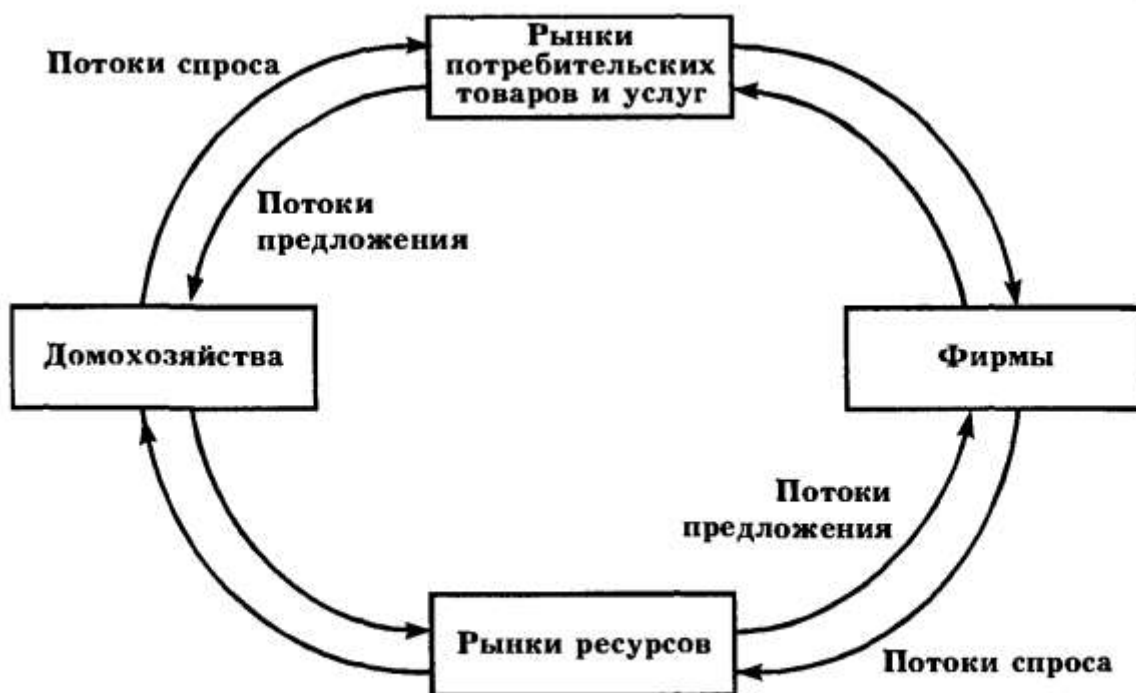 Рынки
потребительских
товаров и услуг
Потоки спроса
Потоки
предложения
Домохозяйства
Фирмы
Потоки
предложения
Рынки ресурсов
Потоки спроса